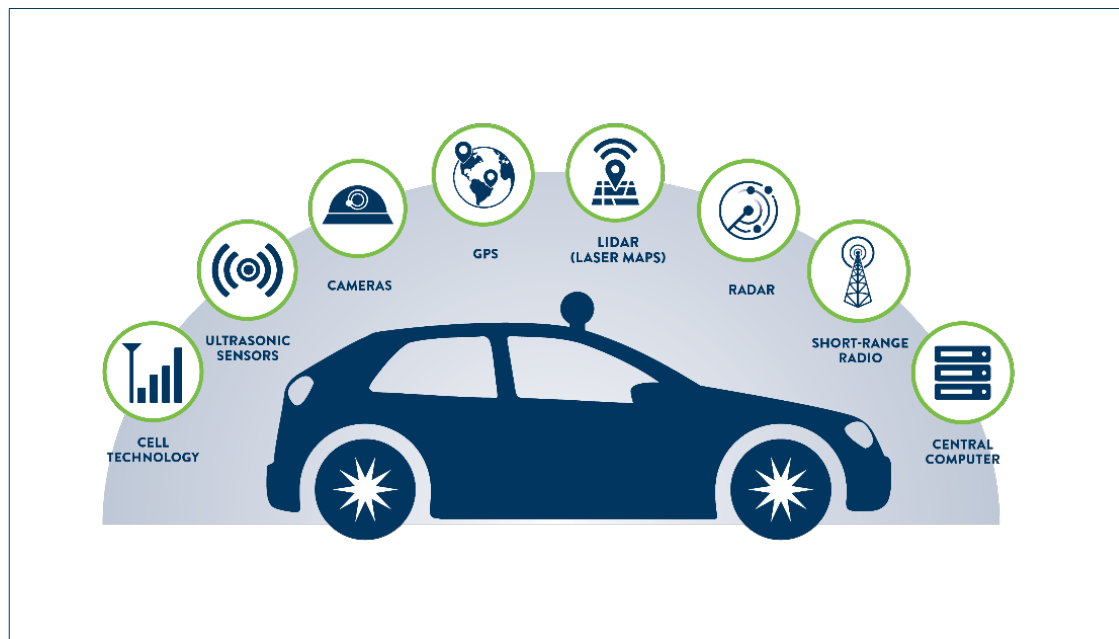 CELL
TECHNOLOGY
ULTRASONIC
SENSORS
CAMERAS
GPS
LIDAR
(LASER MAPS)
RADAR
SHORT-RANGE
RADIO
CENTRAL
COMPUTER